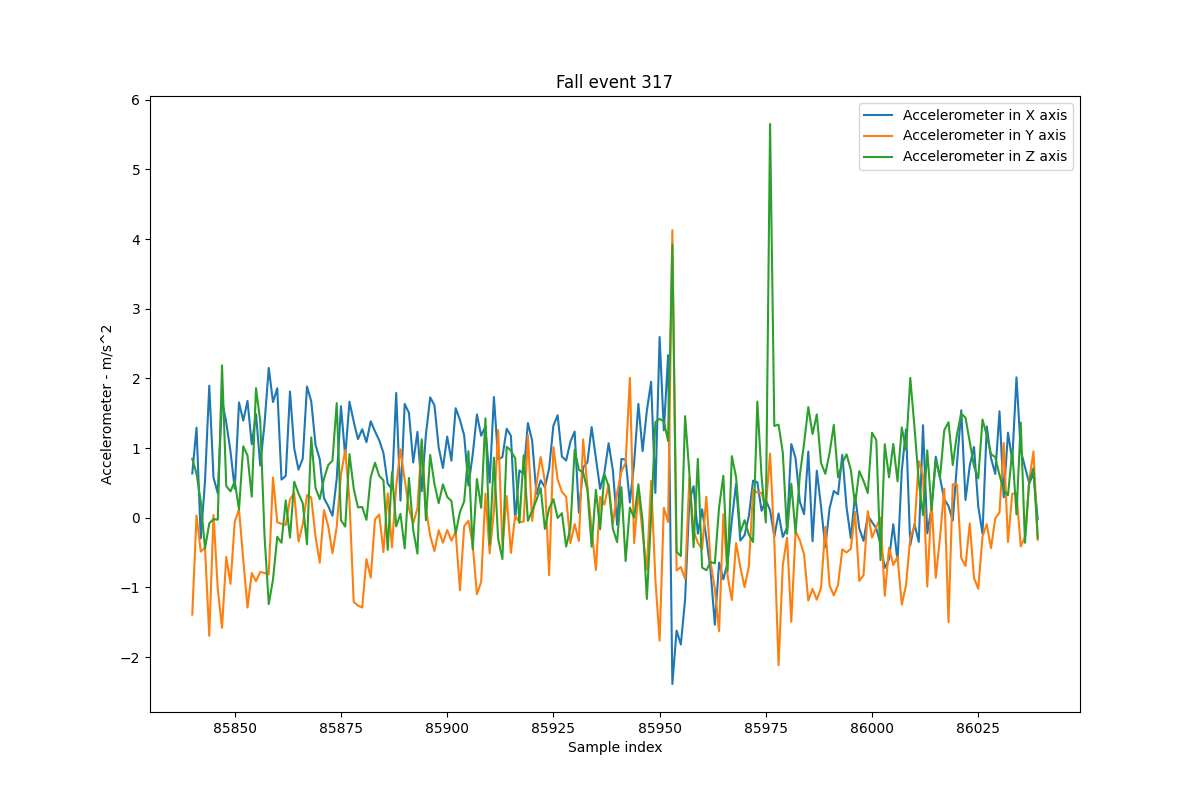 Fall event 317
Accelerometer in X axis
Accelerometer in Y axis
Accelerometer in Z axis
Accelerometer - m/s^2
6
5
4
3
2
1
0
−1
−2
85850 85875 85900 85925 85950 85975 86000 86025
Sample index